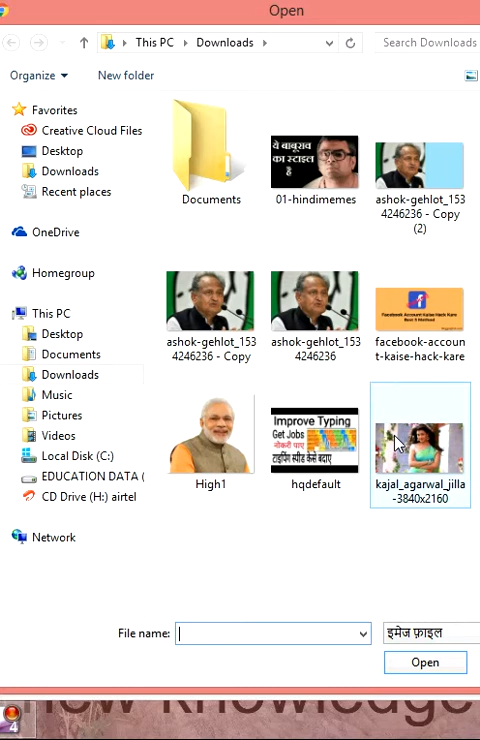 Open
This PC
Downloads
Search Downloads
Organize
New folder
Favorites
Creative Cloud Files
Desktop
Downloads
Recent places
OneDrive
Homegroup
This PC
Desktop
Documents
Downloads
Music
Pictures
Videos
Local Disk (C:)
EDUCATION DATA (
CD Drive (H:) airtel
Network
Documents
ये बाबूराव
का स्टाइल
है
01-hindimemes
ashok-gehlot_153
4246236 - Copy
(2)
ashok-gehlot_153
4246236 - Copy
ashok-gehlot_153
4246236
Facebook Account Kaise Hack Kare
facebook-accoun
t-kaise-hack-kare
High1
Improve Typing
Get Jobs
नौकरी पाए
टाइपिंग स्पीड कैसे बढाए
hqdefault
kajal_agarwal_jilla
-3840x2160
File name:
इमेज फ़ाइल
Open
new knowledge
4